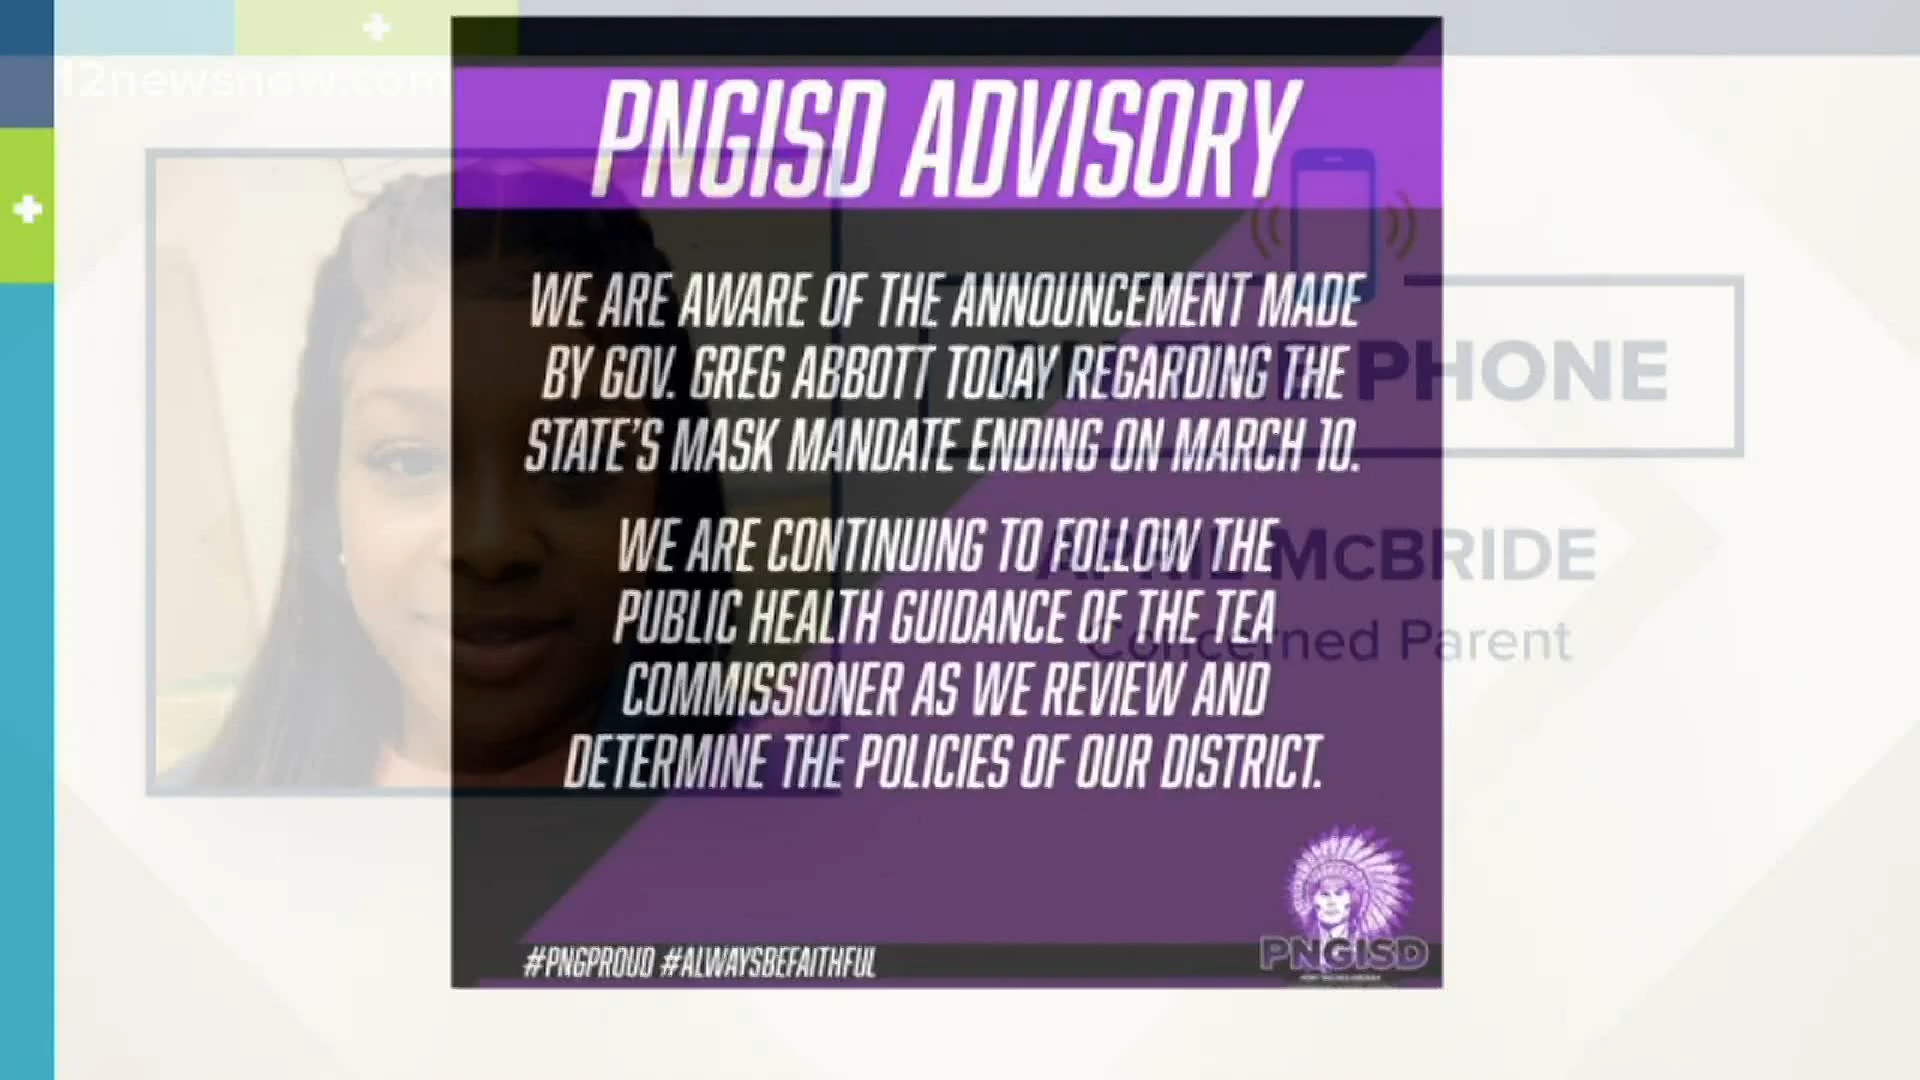 12newsnow.com
PNGISD ADVISORY
WE ARE AWARE OF THE ANNOUNCEMENT MADE
BY GOV. GREG ABBOTT TODAY REGARDING THE
STATE'S MASK MANDATE ENDING ON MARCH 10.
WE ARE CONTINUING TO FOLLOW THE
PUBLIC HEALTH GUIDANCE OF THE TEA
COMMISSIONER AS WE REVIEW AND
DETERMINE THE POLICIES OF OUR DISTRICT.
#PNGPROUD #ALWAYSBEFAITHFUL
PNGISD
PHONE
APRIL McBRIDE
Concerned Parent